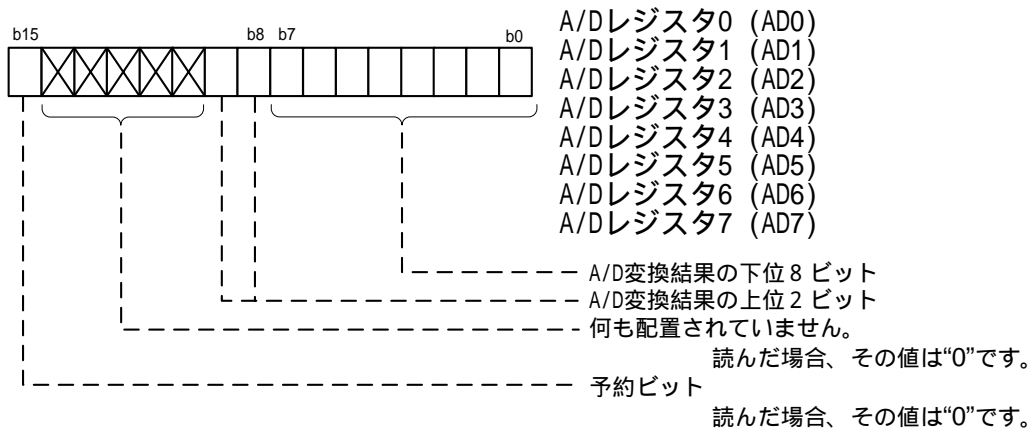 b15 b8 b7 b0
A/Dレジスタ0 (AD0)
A/Dレジスタ1 (AD1)
A/Dレジスタ2 (AD2)
A/Dレジスタ3 (AD3)
A/Dレジスタ4 (AD4)
A/Dレジスタ5 (AD5)
A/Dレジスタ6 (AD6)
A/Dレジスタ7 (AD7)
A/D変換結果の下位8ビット
A/D変換結果の上位2ビット
何も配置されていません。
読んだ場合、その値は“0”です。
予約ビット
読んだ場合、その値は“0”です。